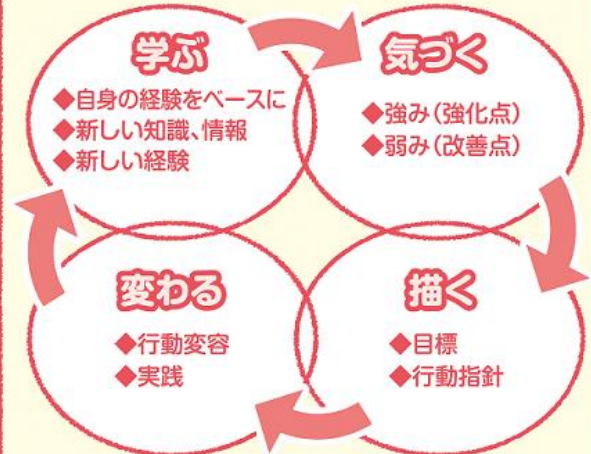 学ぶ
◆自身の経験をベースに
◆新しい知識、情報
◆新しい経験
気づく
◆強み(強化点)
◆弱み(改善点)
描く
◆目標
◆行動指針
変わる
◆行動変容
◆実践